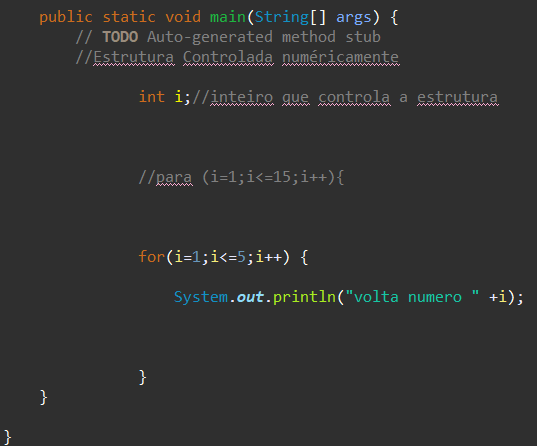 public static void main(String[] args) {
// TODO Auto-generated method stub
//Estrutura Controlada numéricamente
int i;//inteiro que controla a estrutura
//para (i=1;i<=15;i++){
for(i=1;i<=5;i++) {
System.out.println("volta numero " +i);
}
}
}